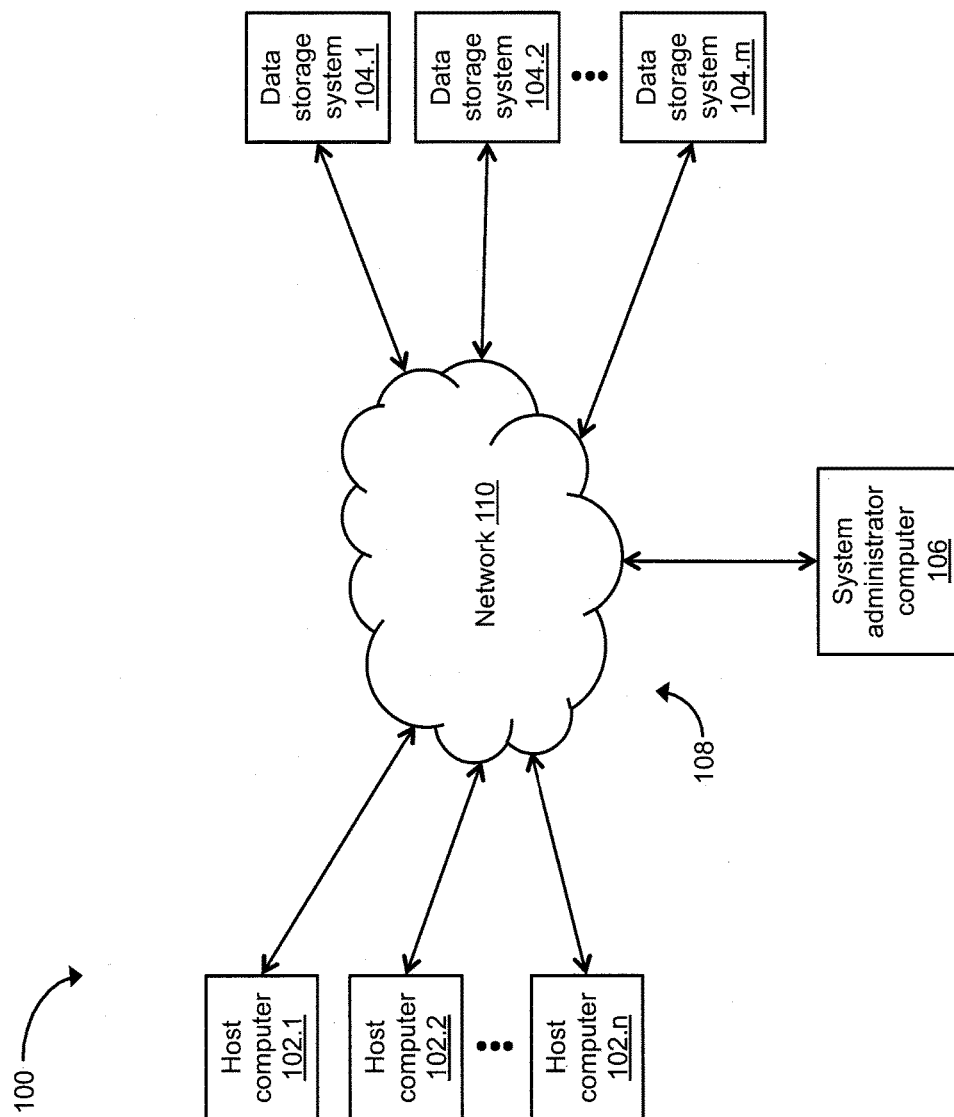 100
Host
computer
102.1
Host
computer
102.2
Host
computer
102.n
Network 110
108
System
administrator
computer
106
Data
storage
system
104.1
Data
storage
system
104.2
Data
storage
system
104.m